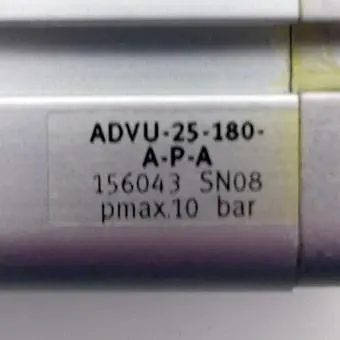 ADVU-25-180-
A-P-A
156043 SN08
pmax.10 bar